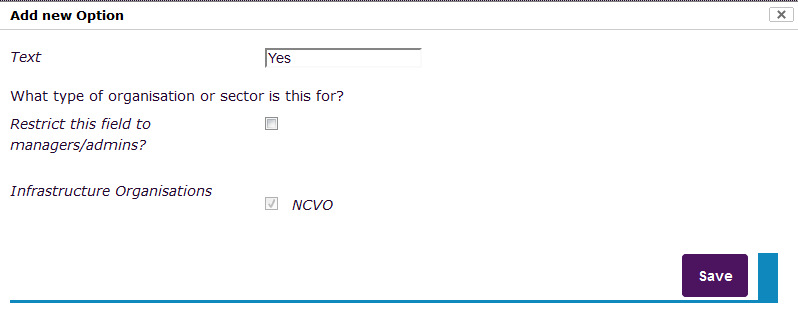 Add new Option
Text
Yes
What type of organisation or sector is this for?
Restrict this field to
managers/admins?
Infrastructure Organisations
NCVO
Save